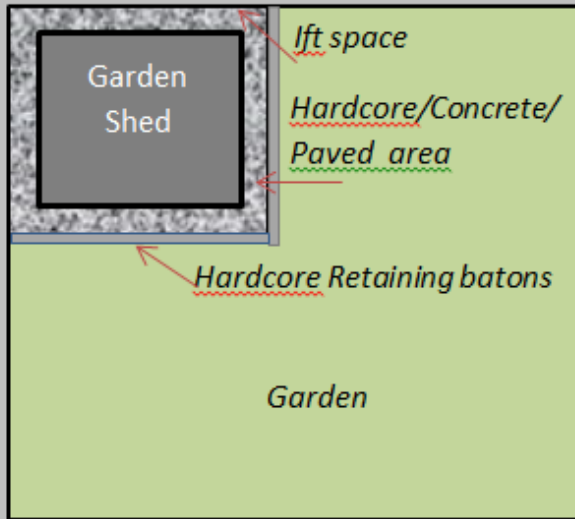 Garden
Shed
Ift space
Hardcore/Concrete/
Paved area
Hardcore Retaining batons
Garden